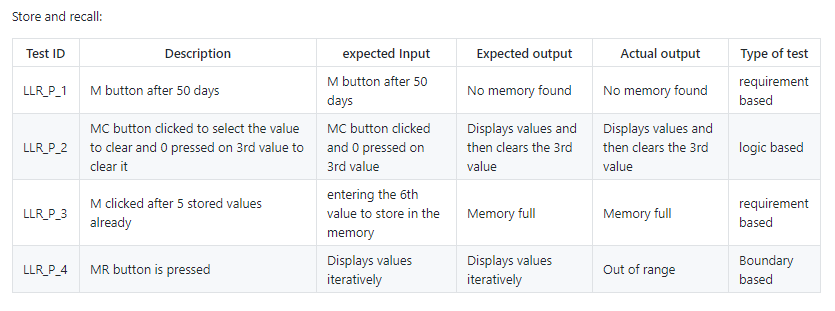 Store and recall:
Test ID Description expected Input Expected output Actual output Type of test
LLR_P_1 M button after 50 days M button after 50 days No memory found No memory found requirement based
LLR_P_2 MC button clicked to select the value to clear and 0 pressed on 3rd value to clear it MC button clicked and 0 pressed on 3rd value Displays values and then clears the 3rd value Displays values and then clears the 3rd value logic based
LLR_P_3 M clicked after 5 stored values already entering the 6th value to store in the memory Memory full Memory full requirement based
LLR_P_4 MR button is pressed Displays values iteratively Displays values iteratively Out of range Boundary based